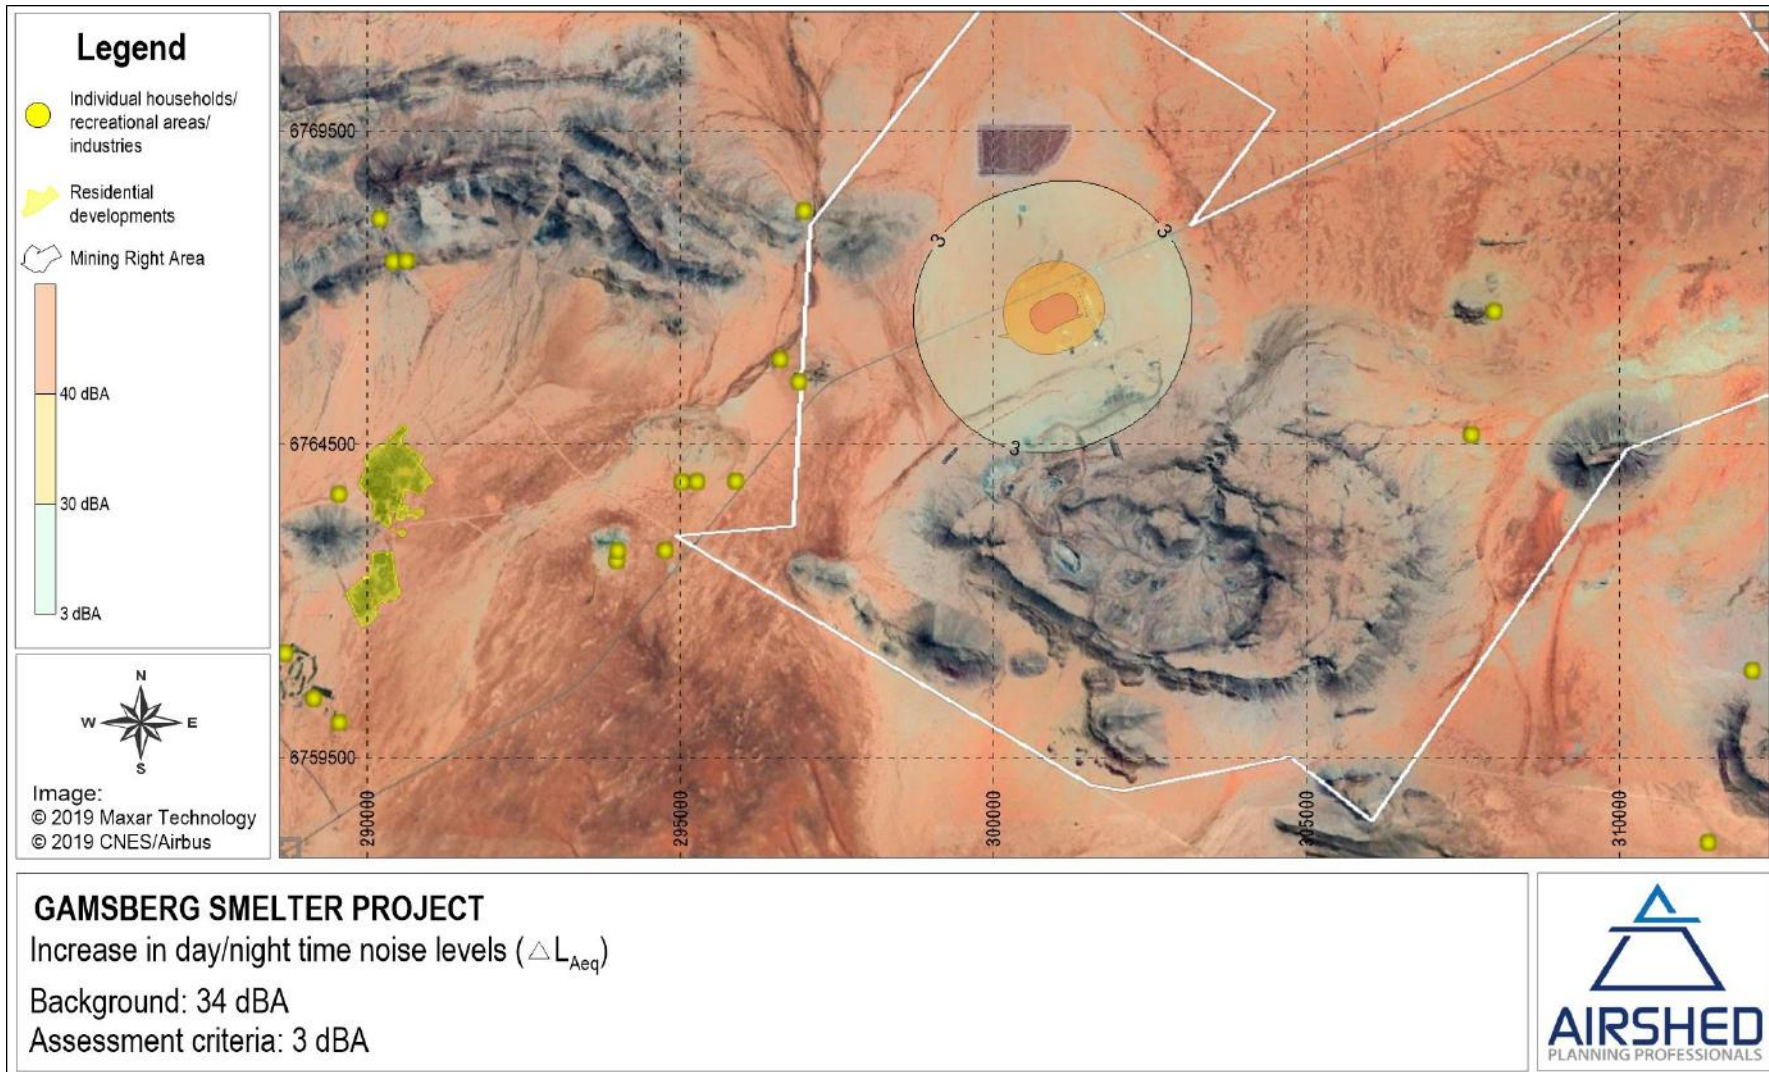 Legend
Individual households/
recreational areas/
industries
Residential
developments
Mining Right Area
40 dBA
30 dBA
3 dBA
N
W
E
S
Image:
© 2019 Maxar Technology
© 2019 CNES/Airbus
6769500
6764500
6759500
290000
295000
300000
305000
310000
3
3
3
GAMSBERG SMELTER PROJECT
Increase in day/night time noise levels (△L_Aeq)
Background: 34 dBA
Assessment criteria: 3 dBA
AIRSHED
PLANNING PROFESSIONALS